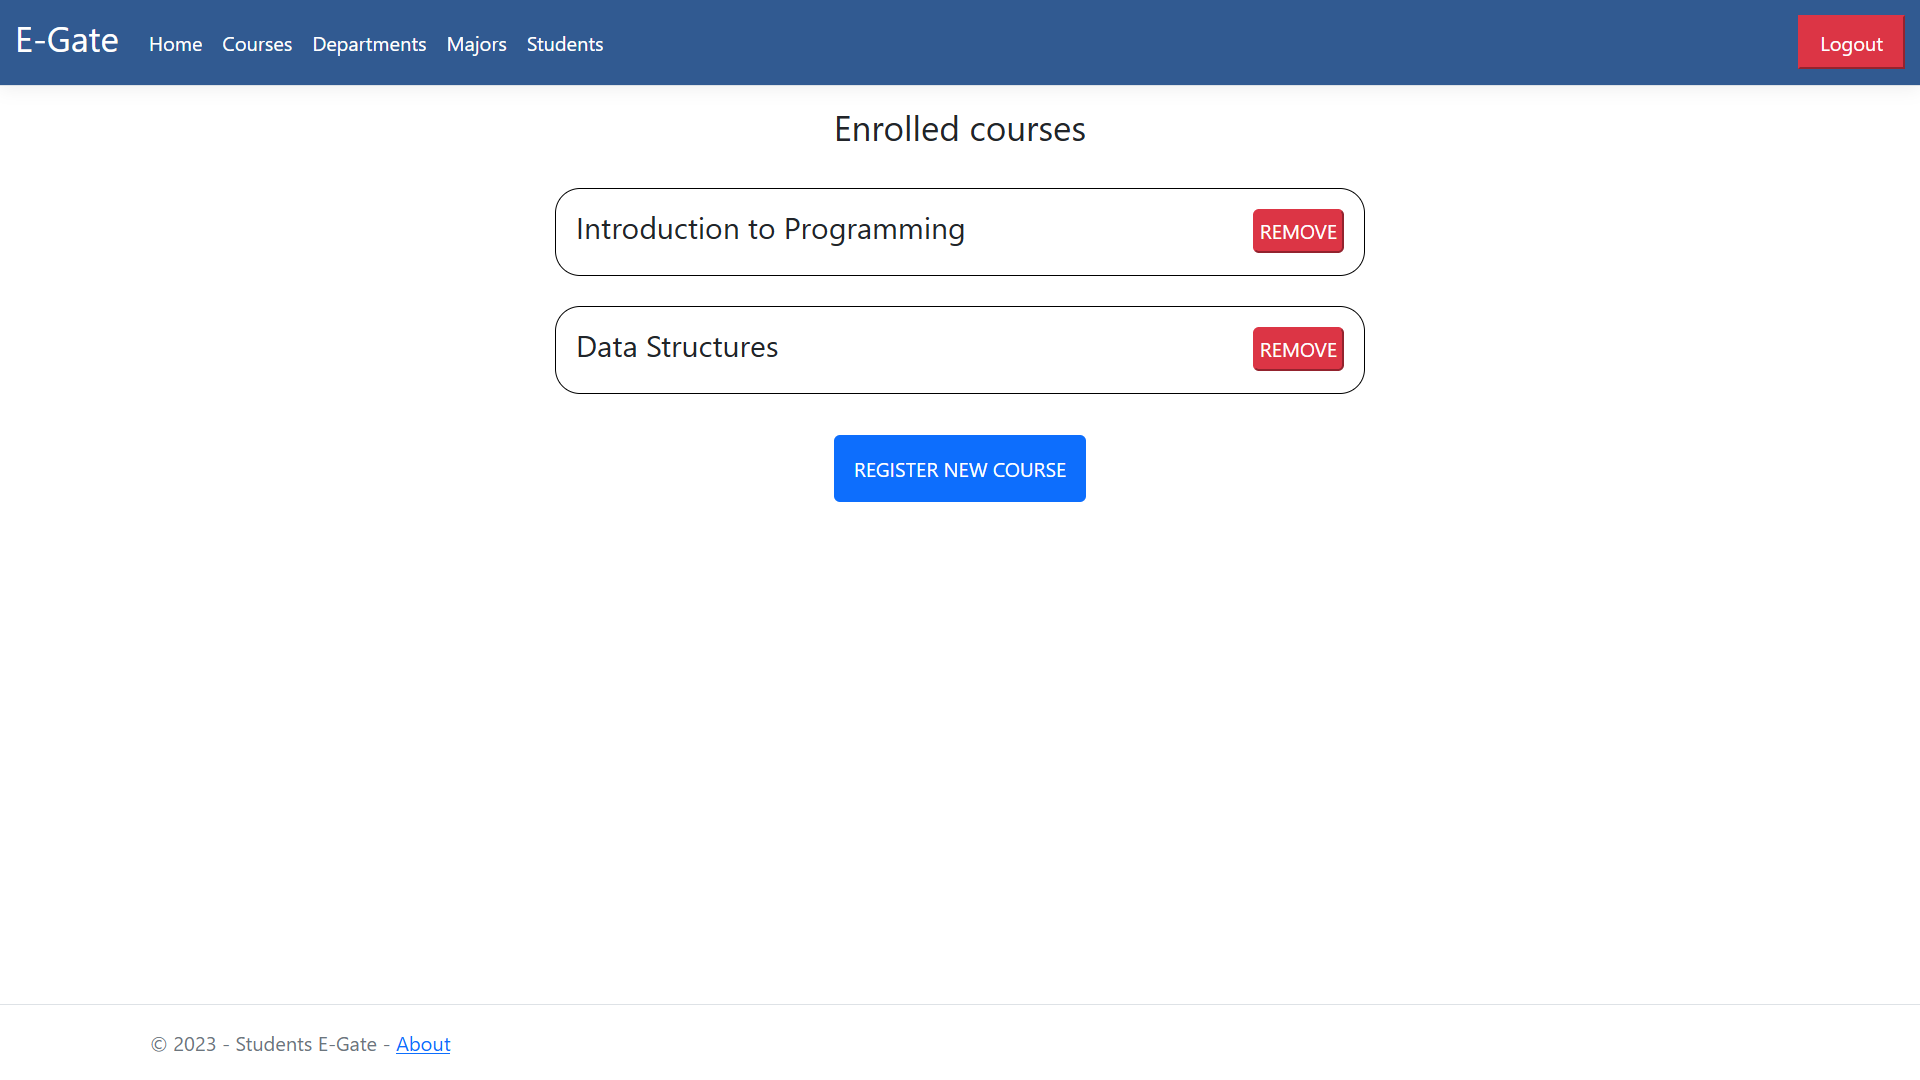 E-Gate Home Courses Departments Majors Students Logout
Enrolled courses
Introduction to Programming REMOVE
Data Structures REMOVE
REGISTER NEW COURSE
© 2023 - Students E-Gate - About